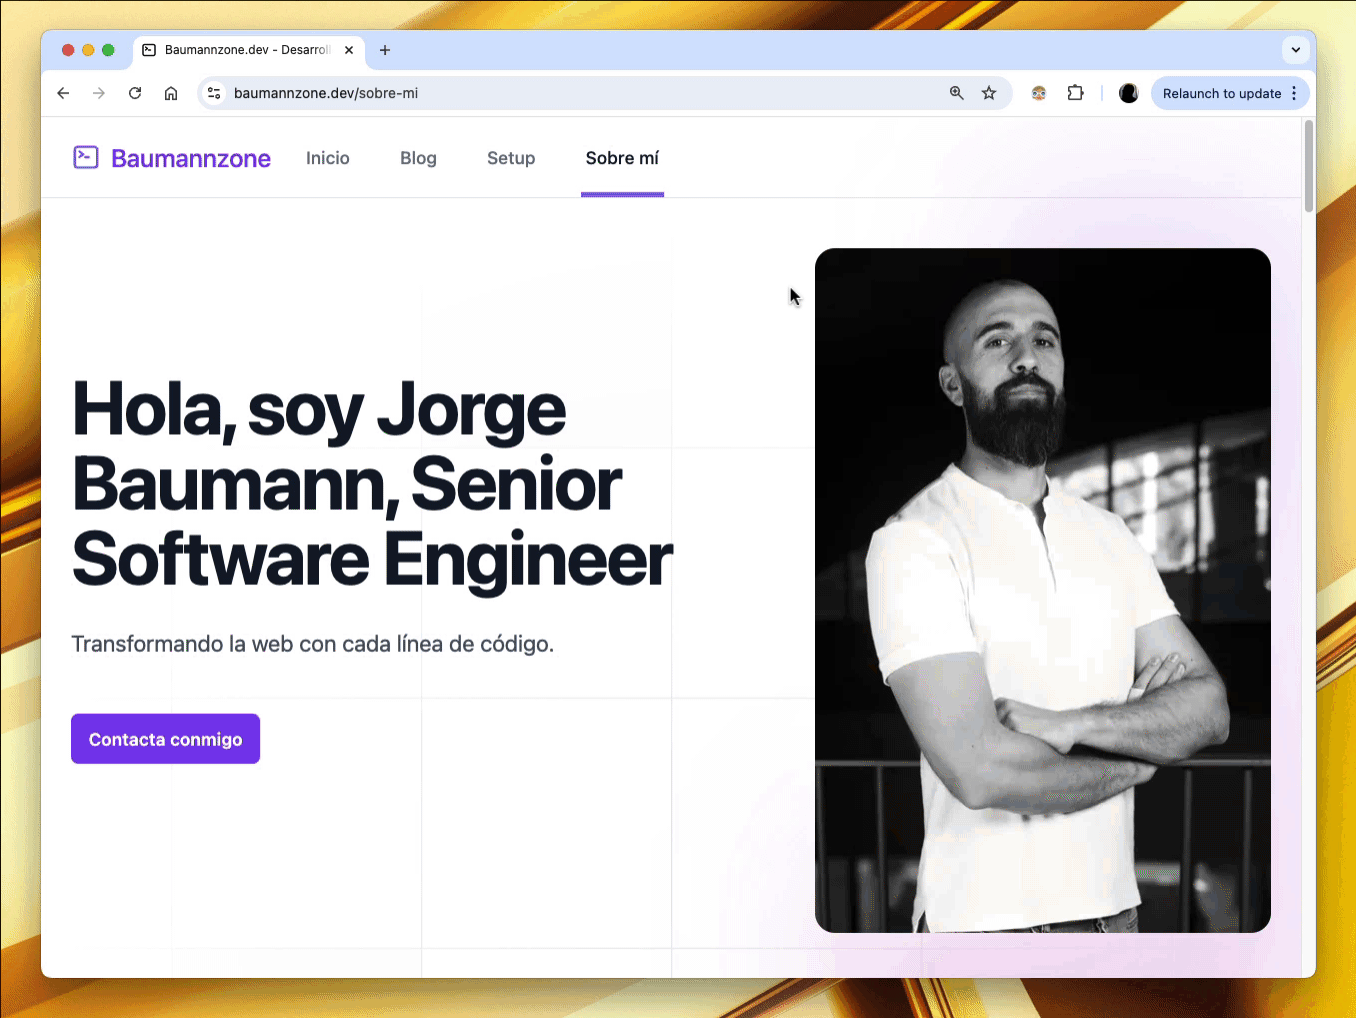 Baumannzone.dev - Desarroll
baumannzone.dev/sobre-mi
Relaunch to update
Baumannzone
Inicio
Blog
Setup
Sobre mí
Hola, soy Jorge
Baumann, Senior
Software Engineer
Transformando la web con cada línea de código.
Contacta conmigo